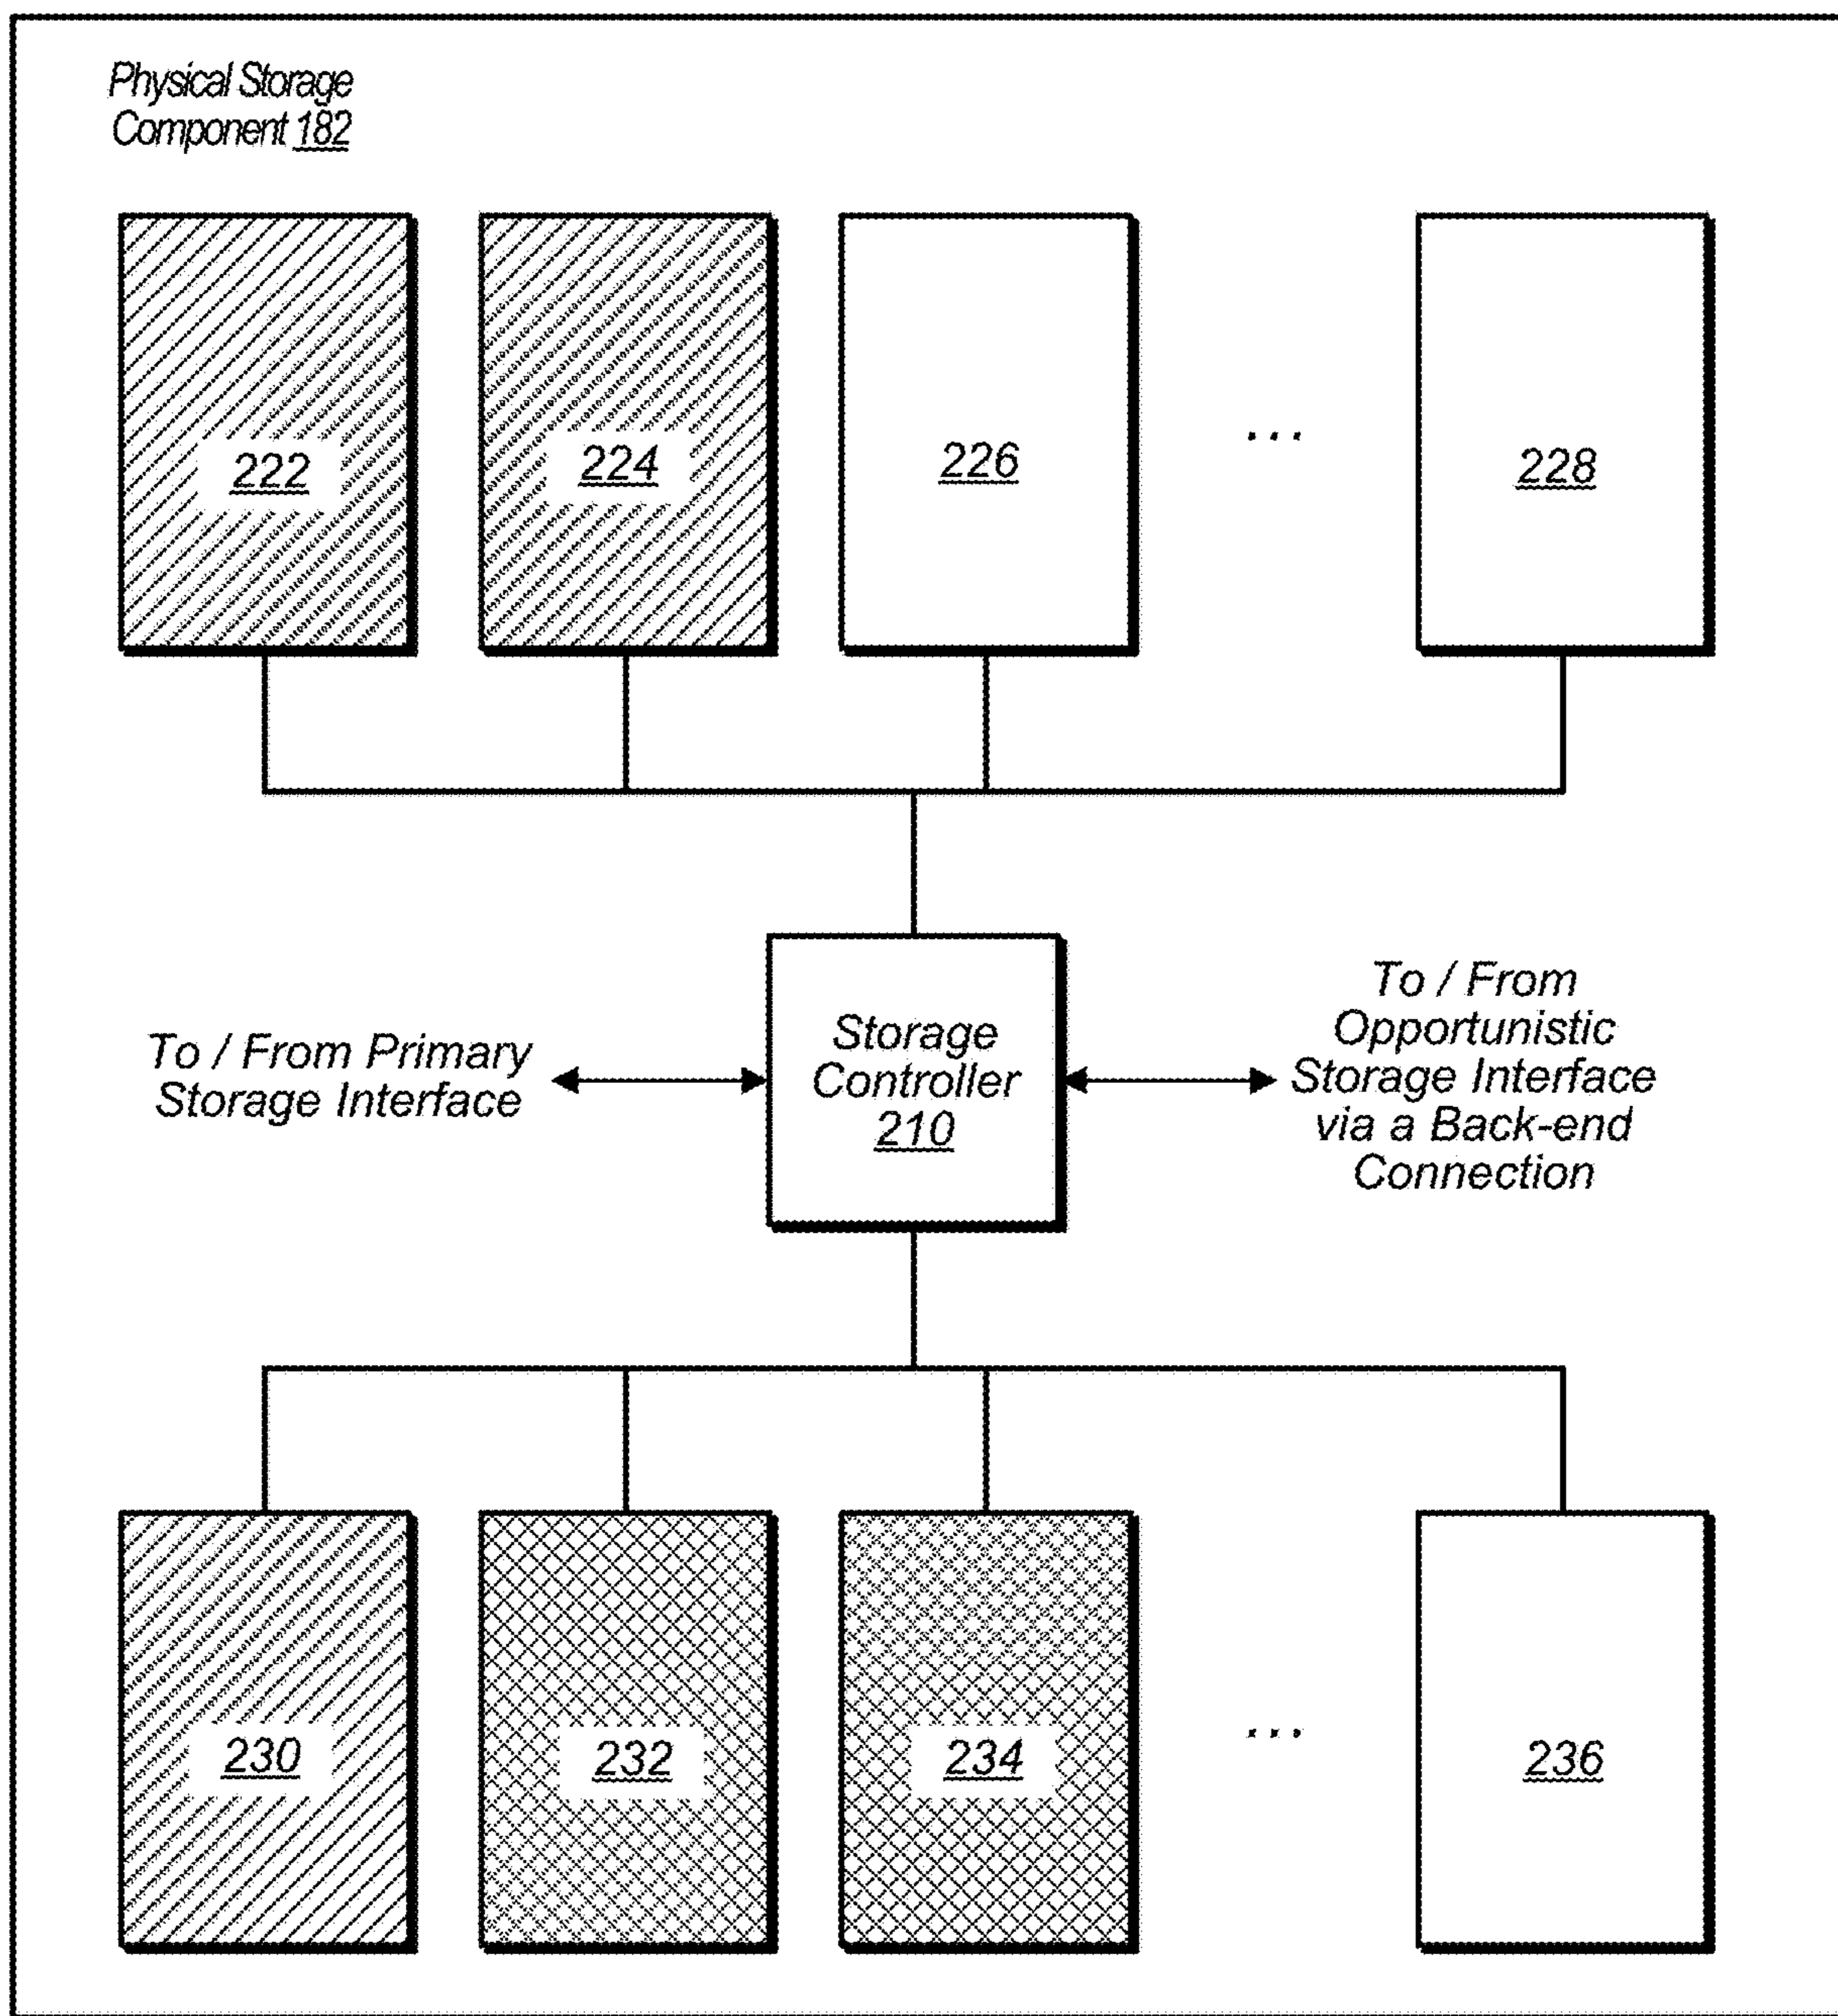 Physical Storage
Component 182
222
224
226
...
228
To / From Primary
Storage Interface
Storage
Controller
210
To / From
Opportunistic
Storage Interface
via a Back-end
Connection
230
232
234
...
236